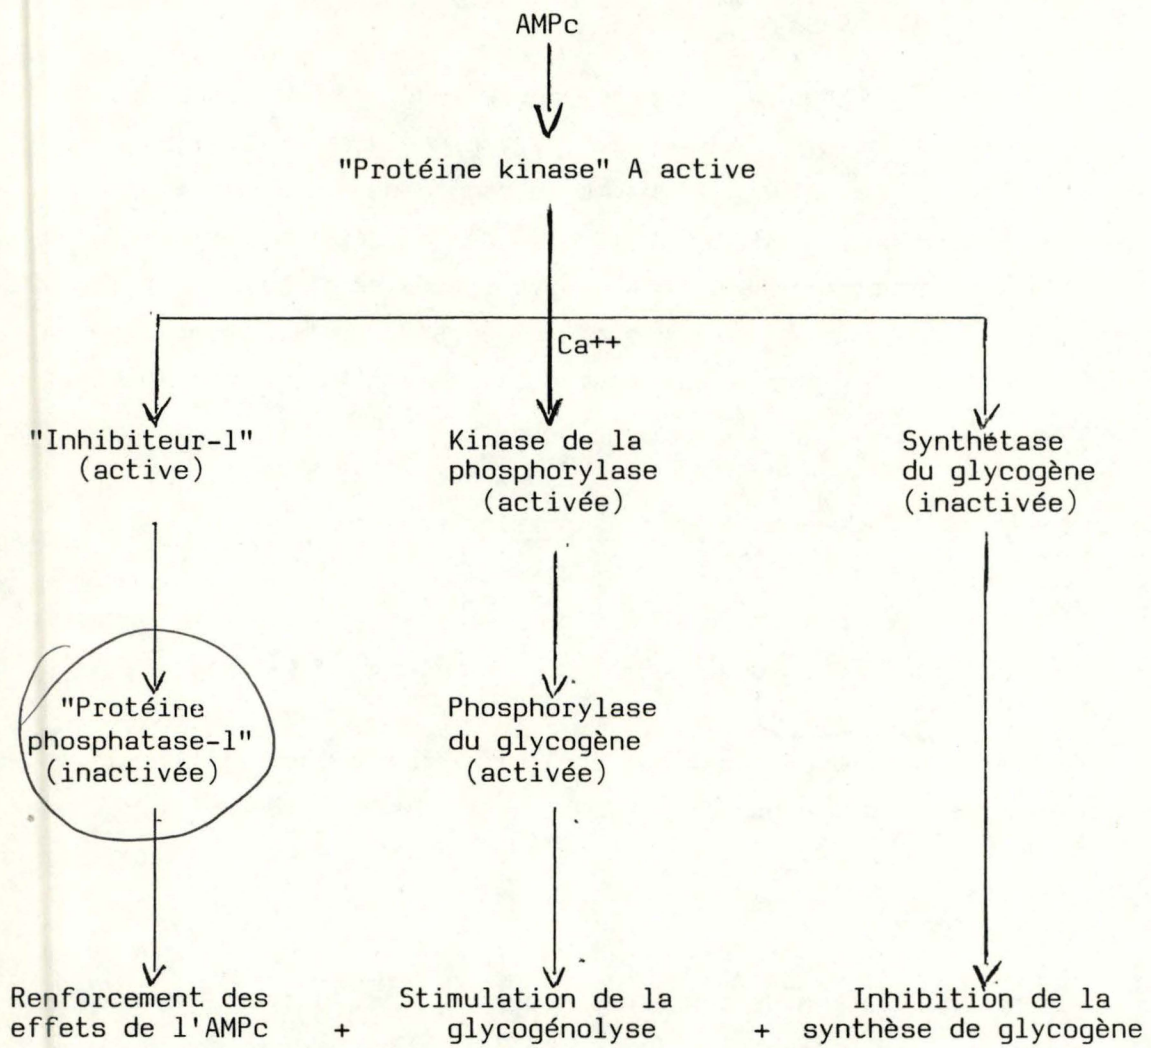 AMPc
"Protéine kinase" A active
Ca++
"Inhibiteur-1"
(active)
Kinase de la
phosphorylase
(activée)
Synthétase
du glycogène
(inactivée)
"Protéine
phosphatase-1"
(inactivée)
Phosphorylase
du glycogène
(activée)
Renforcement des
effets de l'AMPc
+
Stimulation de la
glycogénolyse
+
Inhibition de la
synthèse de glycogène